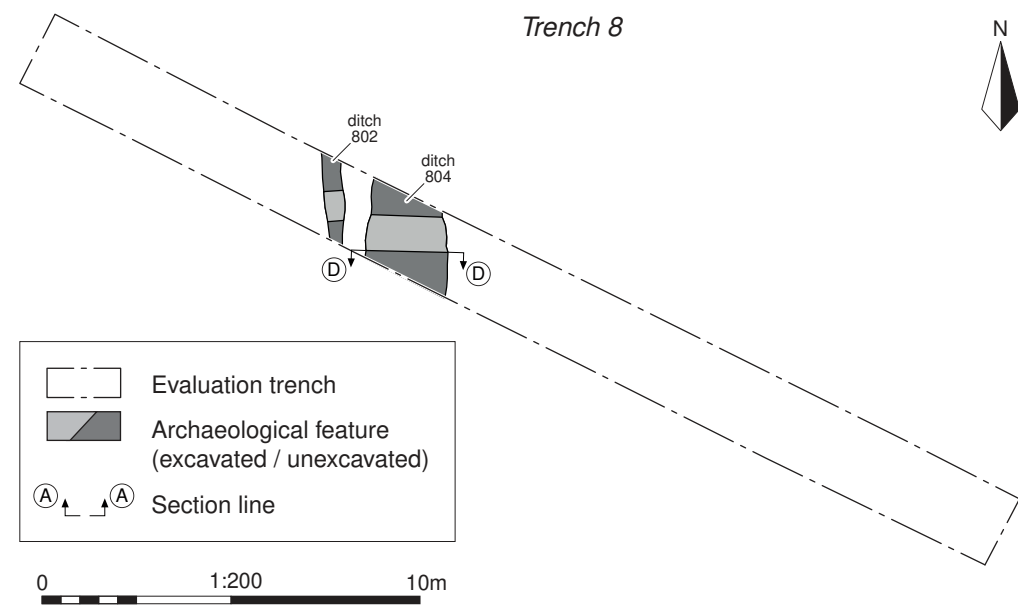 Trench 8
N
ditch
802
ditch
804
D
D
Evaluation trench
Archaeological feature
(excavated / unexcavated)
A A
Section line
0 1:200 10m